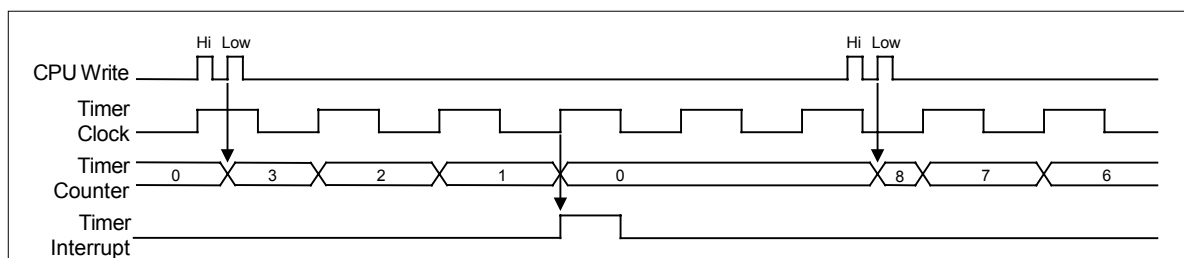 Hi Low Hi Low
CPU Write
Timer
Clock
Timer
Counter
0 3 2 1 0 8 7 6
Timer
Interrupt